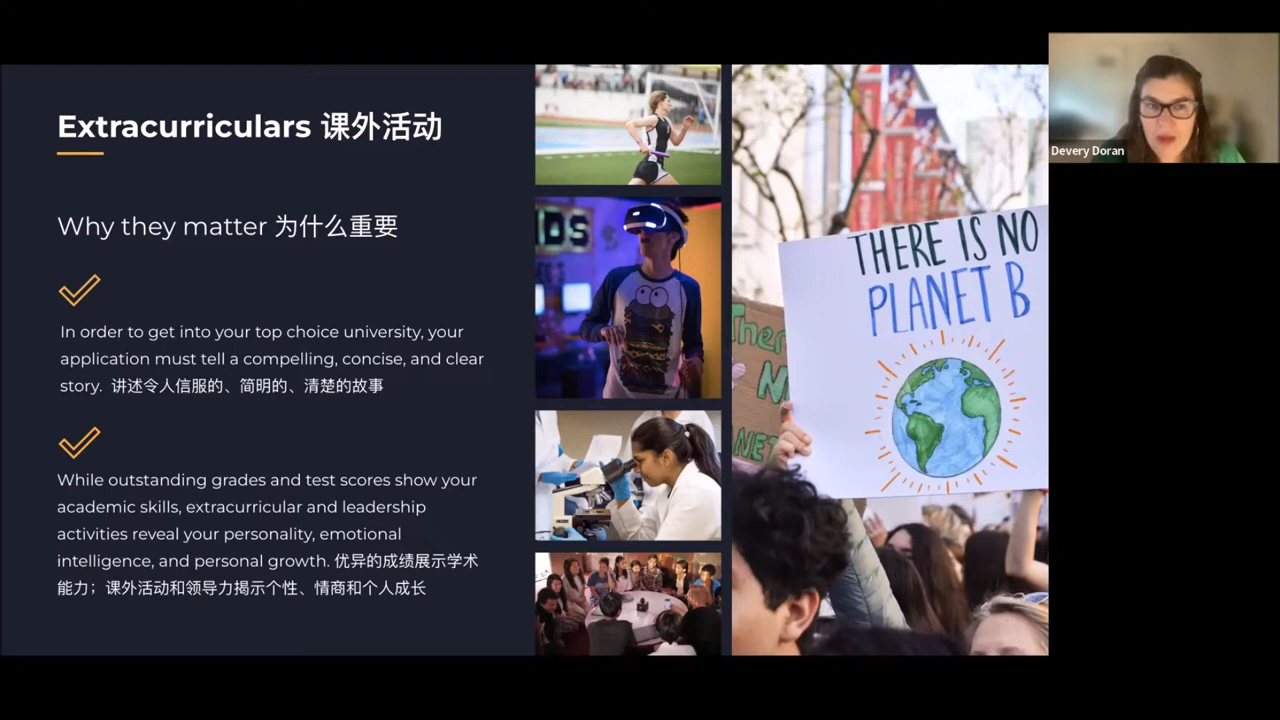 Extracurriculars 课外活动
Why they matter 为什么重要
In order to get into your top choice university, your
application must tell a compelling, concise, and clear
story. 讲述令人信服的、简明的、清楚的故事
While outstanding grades and test scores show your
academic skills, extracurricular and leadership
activities reveal your personality, emotional
intelligence, and personal growth. 优异的成绩展示学术
能力；课外活动和领导力揭示个性、情商和个人成长
THERE IS NO
PLANET B
Devery Doran